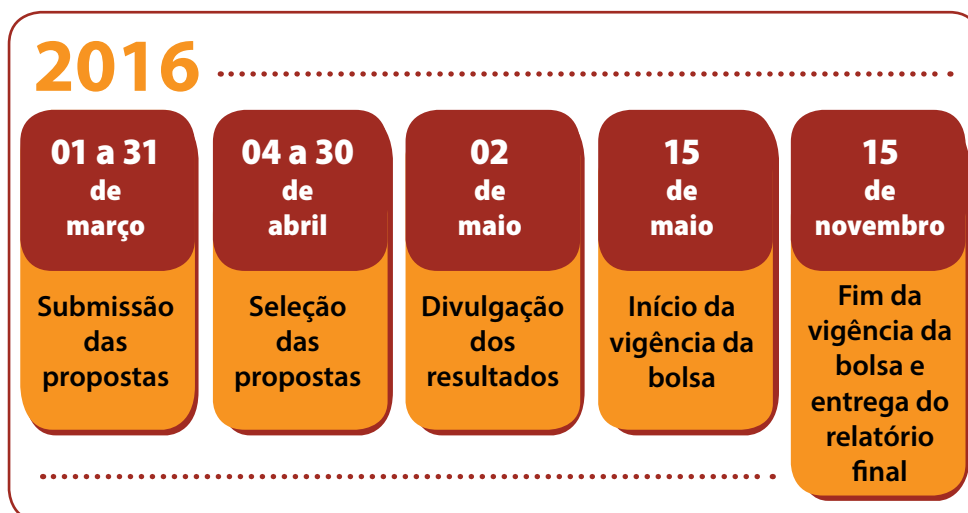 2016
01 a 31
de
março
Submissão
das
propostas
04 a 30
de
abril
Seleção
das
propostas
02
de
maio
Divulgação
dos
resultados
15
de
maio
Início da
vigência da
bolsa
15
de
novembro
Fim da
vigência da
bolsa e
entrega do
relatório
final